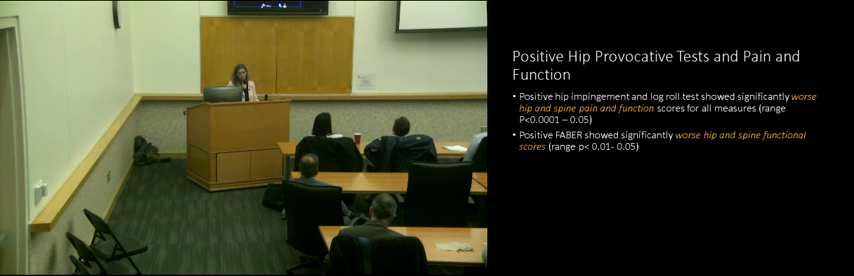 Positive Hip Provocative Tests and Pain and
Function
• Positive hip impingement and log roll test showed significantly worse
hip and spine pain and function scores for all measures (range
P<0.0001 – 0.05)
• Positive FABER showed significantly worse hip and spine functional
scores (range p< 0.01- 0.05)